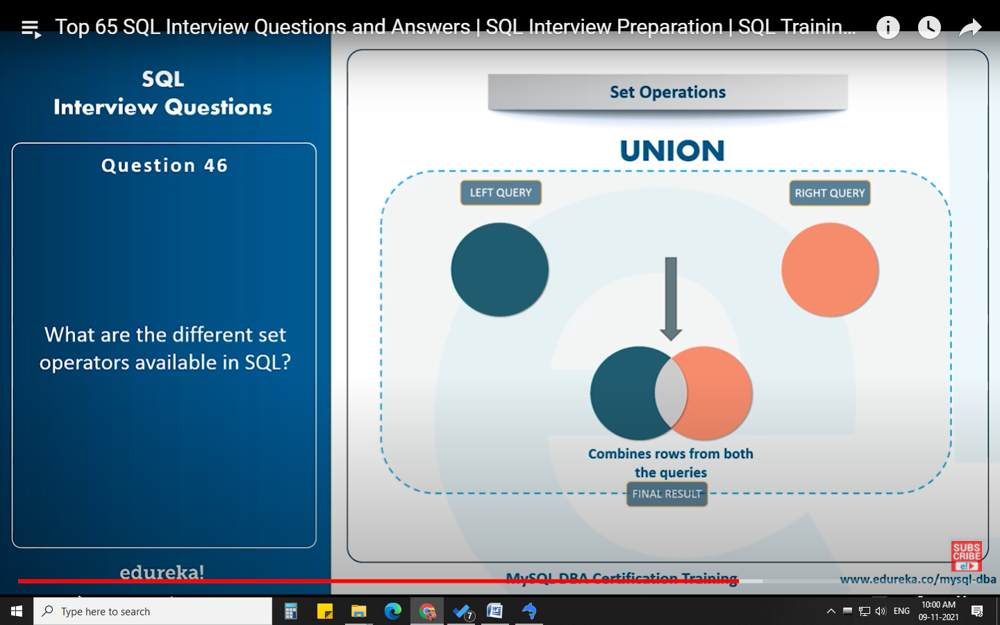 Top 65 SQL Interview Questions and Answers | SQL Interview Preparation | SQL Trainin...
SQL
Interview Questions
Question 46
What are the different set
operators available in SQL?
edureka!
Set Operations
UNION
LEFT QUERY
RIGHT QUERY
Combines rows from both
the queries
FINAL RESULT
SUBS
CRIBE
e!
MySQL DBA Certification Training
www.edureka.co/mysql-dba
Type here to search
7
ENG
10:00 AM
09-11-2021